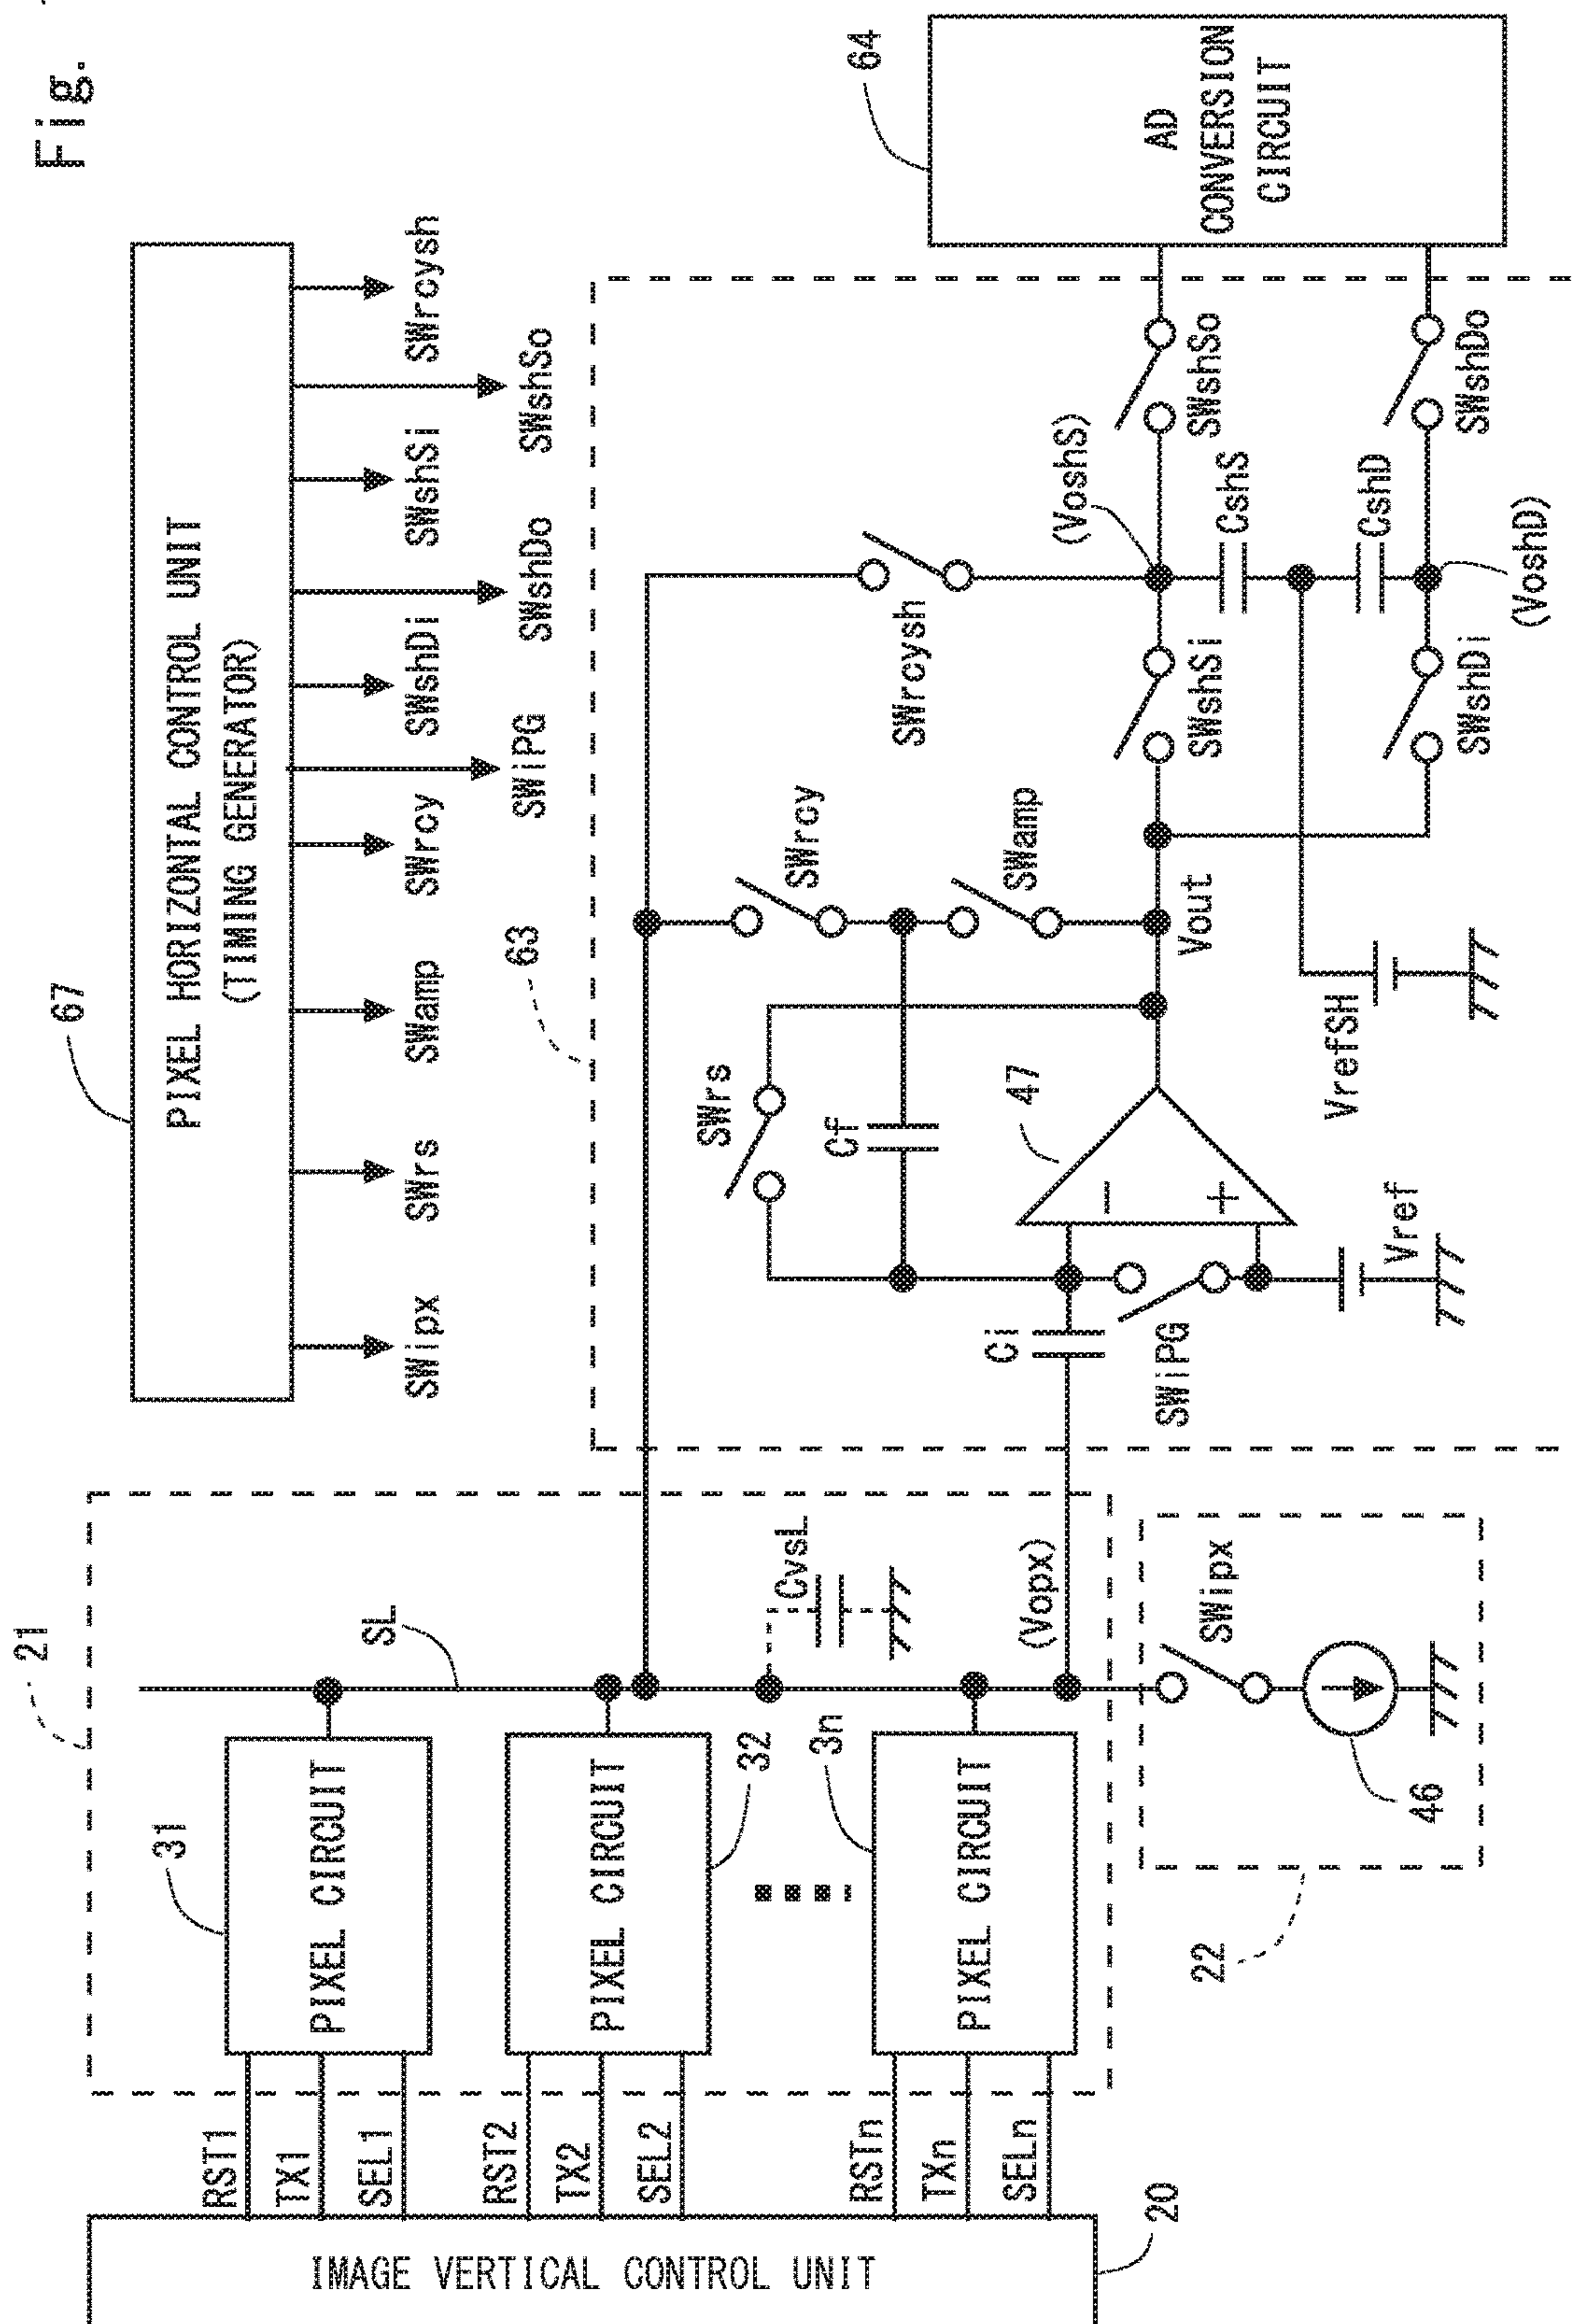 Fig.
67
PIXEL HORIZONTAL CONTROL UNIT
(TIMING GENERATOR)
SWipx
SWrs
SWamp
SWrcy
SWiPG
SWshDi
SWshDo
SWshSi
SWshSo
SWrcysh
21
31
PIXEL CIRCUIT
SL
32
PIXEL CIRCUIT
CvsL
3n
PIXEL CIRCUIT
(Vopx)
RST1
TX1
SEL1
RST2
TX2
SEL2
RSTn
TXn
SELn
IMAGE VERTICAL CONTROL UNIT
20
22
SWipx
46
63
SWrs
Cf
SWrcy
SWamp
SWrcysh
Ci
47
−
+
SWiPG
Vref
Vout
VrefSH
SWshSi
(VoshS)
SWshSo
CshS
CshD
SWshDi
(VoshD)
SWshDo
64
AD
CONVERSION
CIRCUIT